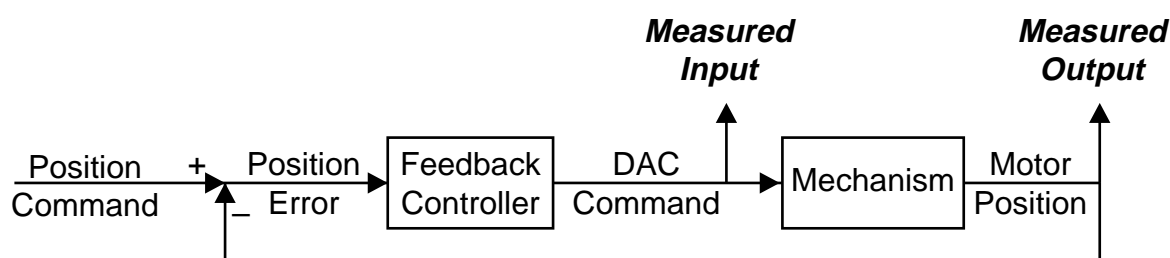 Measured
Input
Measured
Output
Position
Command
+
–
Position
Error
Feedback
Controller
DAC
Command
Mechanism
Motor
Position